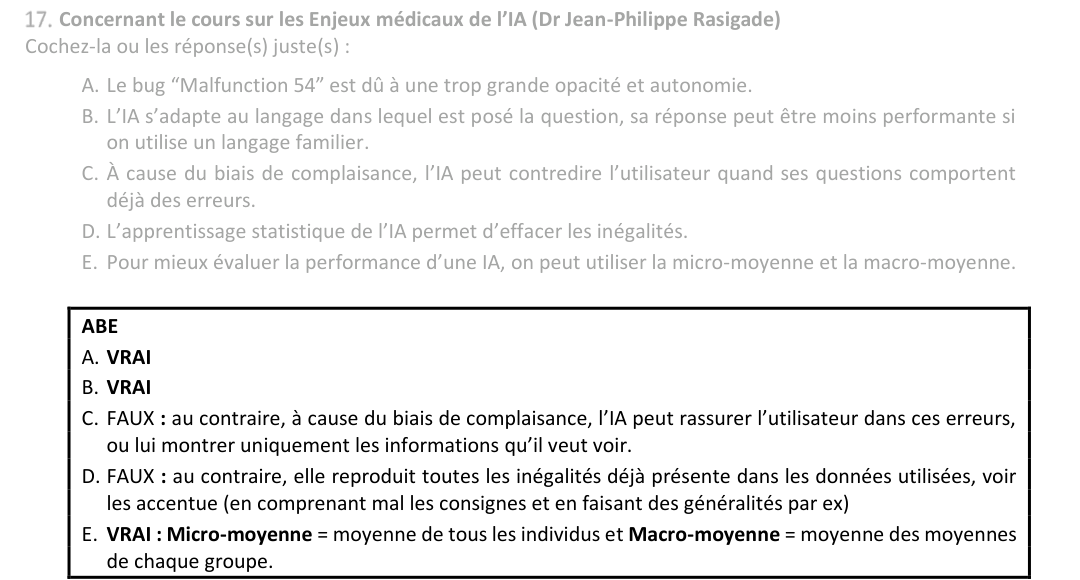 17. Concernant le cours sur les Enjeux médicaux de l’IA (Dr Jean-Philippe Rasigade)
Cochez-la ou les réponse(s) juste(s) :
A. Le bug “Malfunction 54” est dû à une trop grande opacité et autonomie.
B. L’IA s’adapte au langage dans lequel est posé la question, sa réponse peut être moins performante si
on utilise un langage familier.
C. À cause du biais de complaisance, l’IA peut contredire l’utilisateur quand ses questions comportent
déjà des erreurs.
D. L’apprentissage statistique de l’IA permet d’effacer les inégalités.
E. Pour mieux évaluer la performance d’une IA, on peut utiliser la micro-moyenne et la macro-moyenne.
ABE
A. VRAI
B. VRAI
C. FAUX : au contraire, à cause du biais de complaisance, l’IA peut rassurer l’utilisateur dans ces erreurs,
ou lui montrer uniquement les informations qu’il veut voir.
D. FAUX : au contraire, elle reproduit toutes les inégalités déjà présente dans les données utilisées, voir
les accentue (en comprenant mal les consignes et en faisant des généralités par ex)
E. VRAI : Micro-moyenne = moyenne de tous les individus et Macro-moyenne = moyenne des moyennes
de chaque groupe.